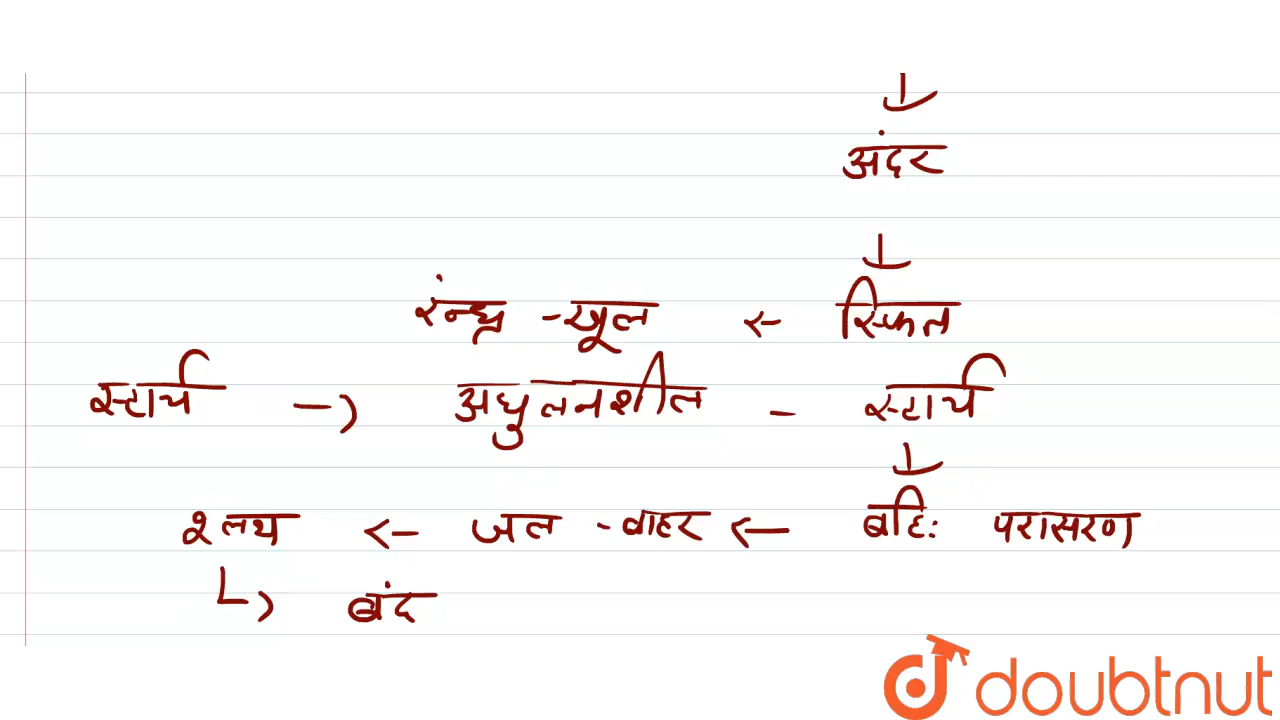 ↓
अंदर
↓
रंन्ध्र - खूल ← स्फित
स्टार्च → अघुलनशील - स्टार्च
↓
श्लथ ← जल - बाहर ← बहिः परासरण
↳ बंद
doubtnut